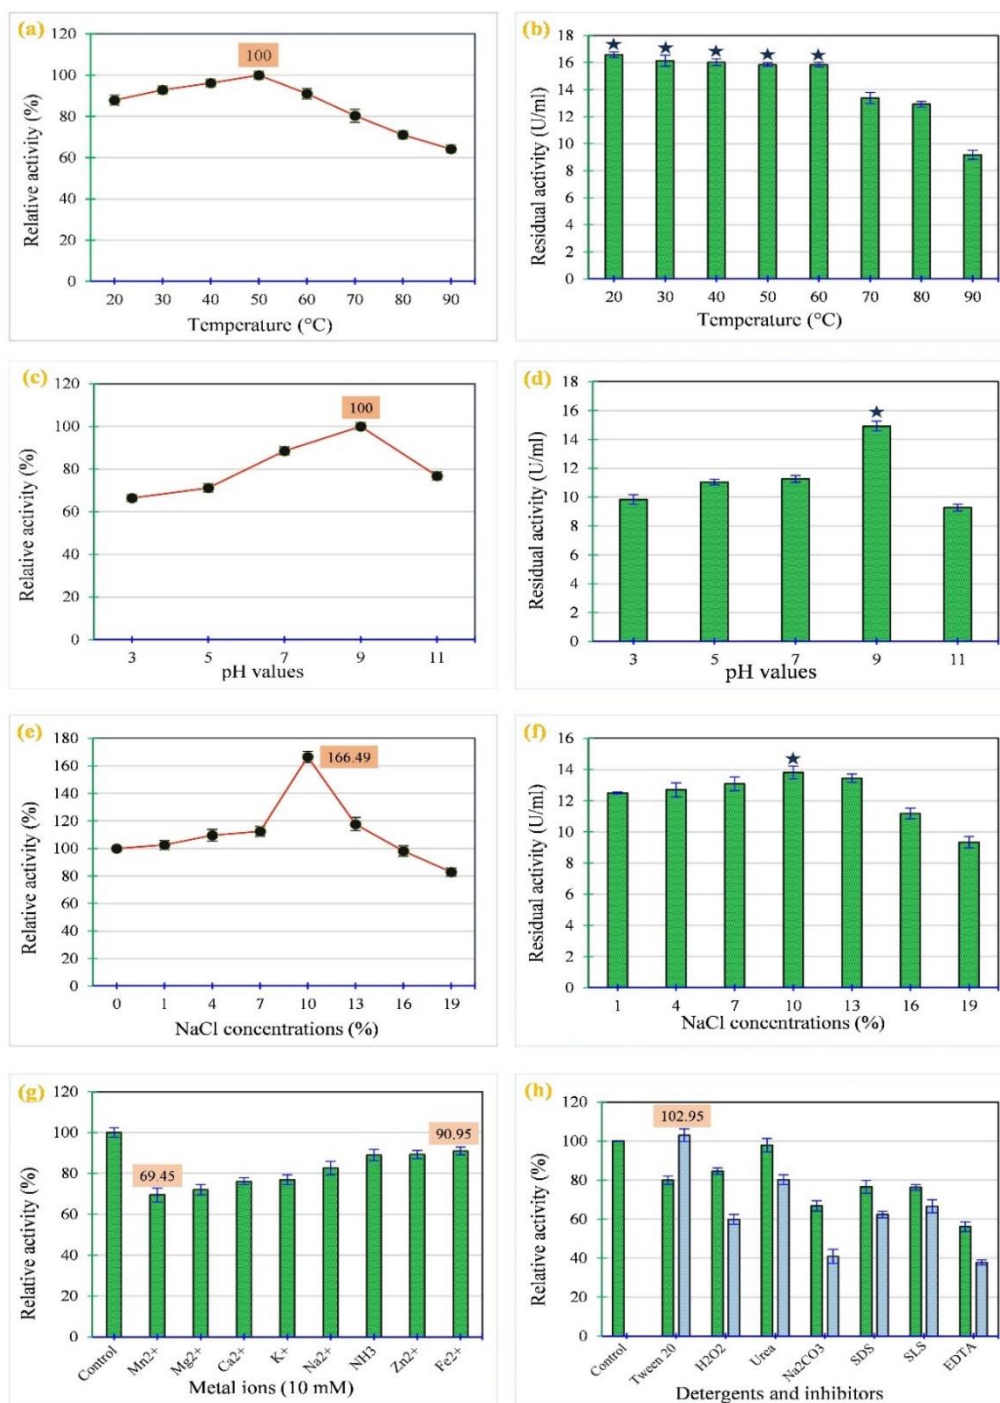 (a)
120
100
80
60
40
20
0
Relative activity (%)
100
20 30 40 50 60 70 80 90
Temperature (°C)
(b)
18
16
14
12
10
8
6
4
2
0
Residual activity (U/ml)
20 30 40 50 60 70 80 90
Temperature (°C)
(c)
120
100
80
60
40
20
0
Relative activity (%)
100
3 5 7 9 11
pH values
(d)
18
16
14
12
10
8
6
4
2
0
Residual activity (U/ml)
3 5 7 9 11
pH values
(e)
180
160
140
120
100
80
60
40
20
0
Relative activity (%)
166.49
0 1 4 7 10 13 16 19
NaCl concentrations (%)
(f)
16
14
12
10
8
6
4
2
0
Residual activity (U/ml)
1 4 7 10 13 16 19
NaCl concentrations (%)
(g)
120
100
80
60
40
20
0
Relative activity (%)
69.45
90.95
Control Mn2+ Mg2+ Ca2+ K+ Na2+ NH3 Zn2+ Fe2+
Metal ions (10 mM)
(h)
120
100
80
60
40
20
0
Relative activity (%)
102.95
Control Tween 20 H2O2 Urea Na2CO3 SDS SLS EDTA
Detergents and inhibitors